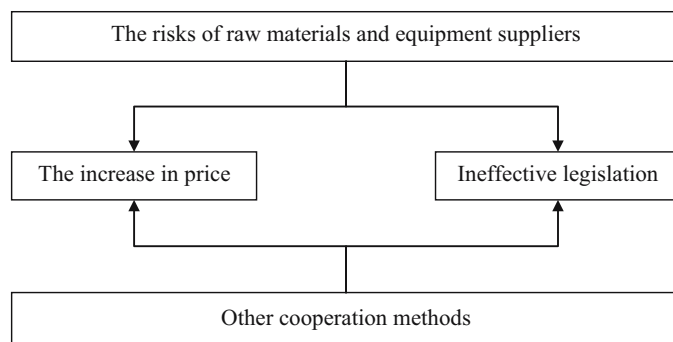 The risks of raw materials and equipment suppliers
The increase in price
Ineffective legislation
Other cooperation methods